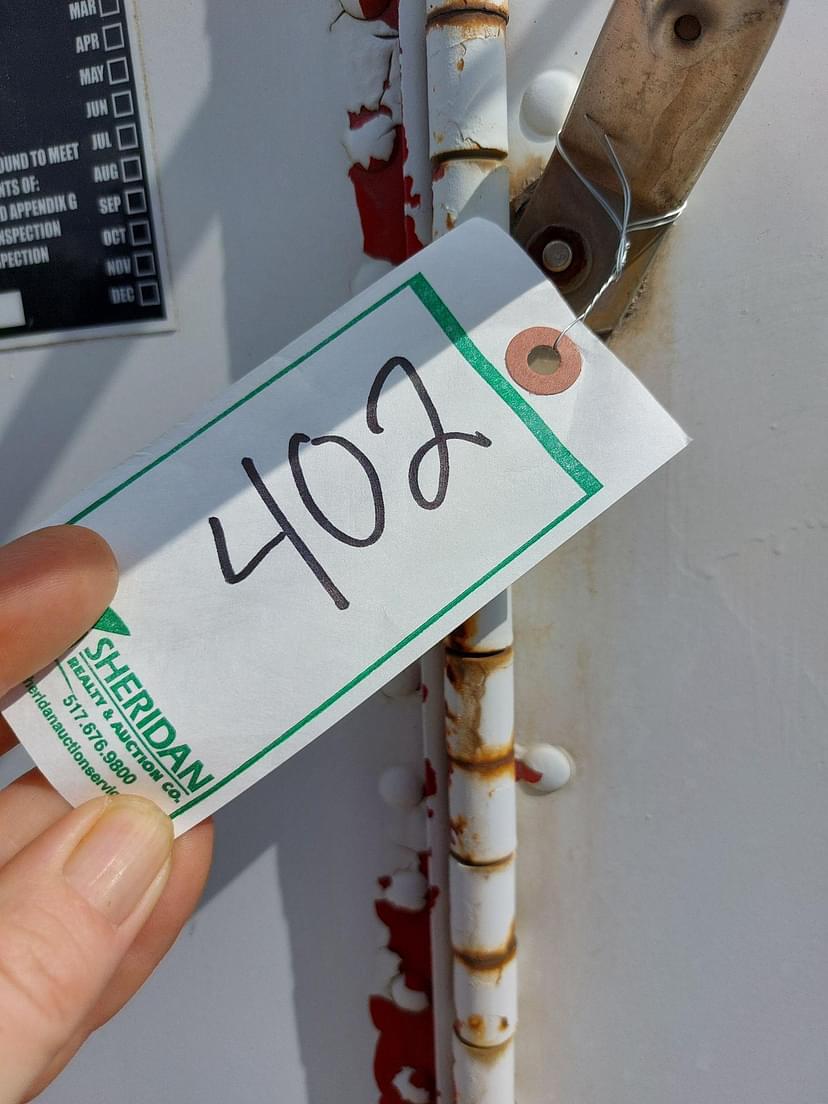 MAR
APR
MAY
JUN
JUL
AUG
SEP
OCT
NOV
DEC
OUND TO MEET
NTS OF:
D APPENDIX G
NSPECTION
PECTION
402
SHERIDAN
REALTY & AUCTION CO.
517.676.9800
heridanauctionservic